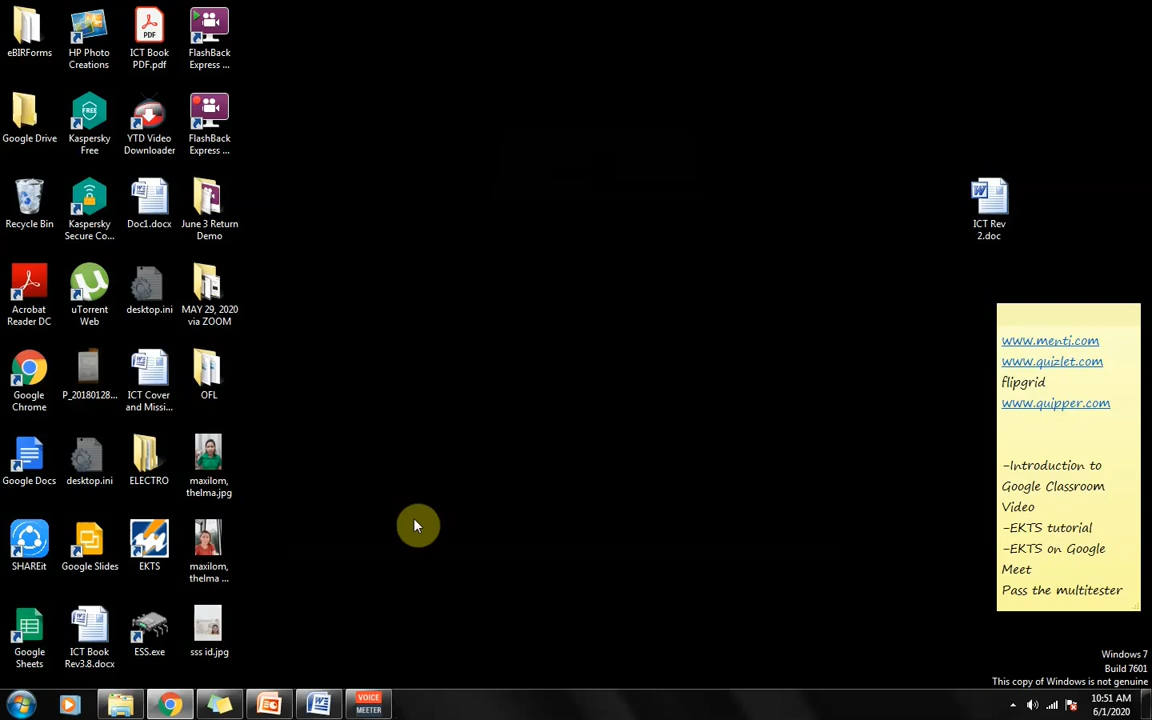 eBIRForms
HP Photo
Creations
ICT Book
PDF.pdf
FlashBack
Express ...
Google Drive
Kaspersky
Free
YTD Video
Downloader
FlashBack
Express ...
Recycle Bin
Kaspersky
Secure Co...
Doc1.docx
June 3 Return
Demo
Acrobat
Reader DC
uTorrent
Web
desktop.ini
MAY 29, 2020
via ZOOM
Google
Chrome
P_20180128...
ICT Cover
and Missi...
OFL
Google Docs
desktop.ini
ELECTRO
maxilom,
thelma.jpg
SHAREit
Google Slides
EKTS
maxilom,
thelma ...
Google
Sheets
ICT Book
Rev3.8.docx
ESS.exe
sss id.jpg
PDF
FREE
ICT Rev
2.doc
www.menti.com
www.quizlet.com
flipgrid
www.quipper.com
-Introduction to
Google Classroom
Video
-EKTS tutorial
-EKTS on Google
Meet
Pass the multitester
Windows 7
Build 7601
This copy of Windows is not genuine
VOICE
MEETER
10:51 AM
6/1/2020